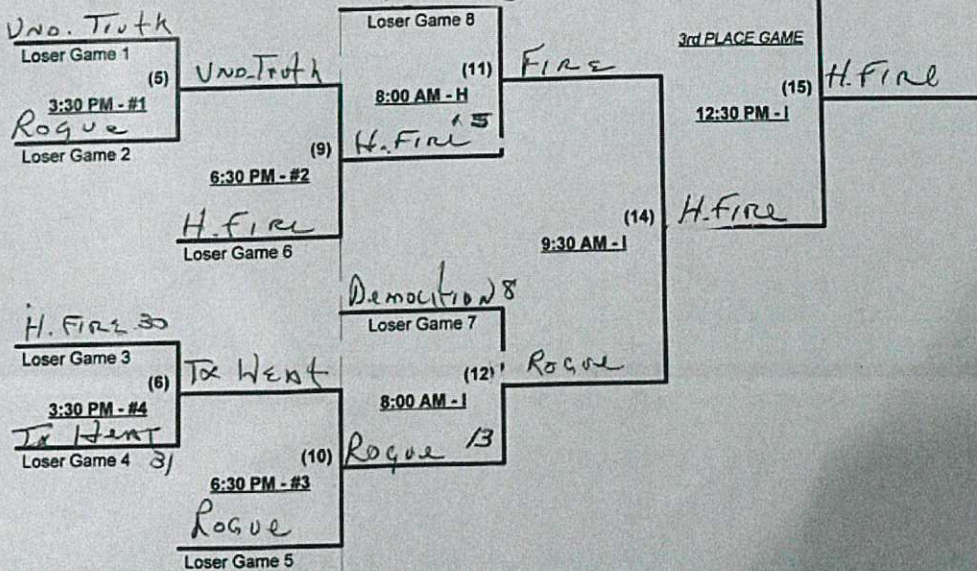 Loser Game 8
Uno. Truth
Loser Game 1
(5)
3:30 PM - #1
Rogue
Loser Game 2
Uno. Truth
(9)
6:30 PM - #2
H. FIRE
Loser Game 6
(11)
8:00 AM - H
H. FIRE 15
FIRE
3rd PLACE GAME
(15)
12:30 PM - I
H. FIRE
(14)
9:30 AM - I
H. FIRE
H. FIRE 30
Loser Game 3
(6)
3:30 PM - #4
Tx Heat
Loser Game 4 31
Tx Heat
(10)
6:30 PM - #3
Rogue
Loser Game 5
Demolition 8
Loser Game 7
(12)
8:00 AM - I
Rogue 13
Rogue